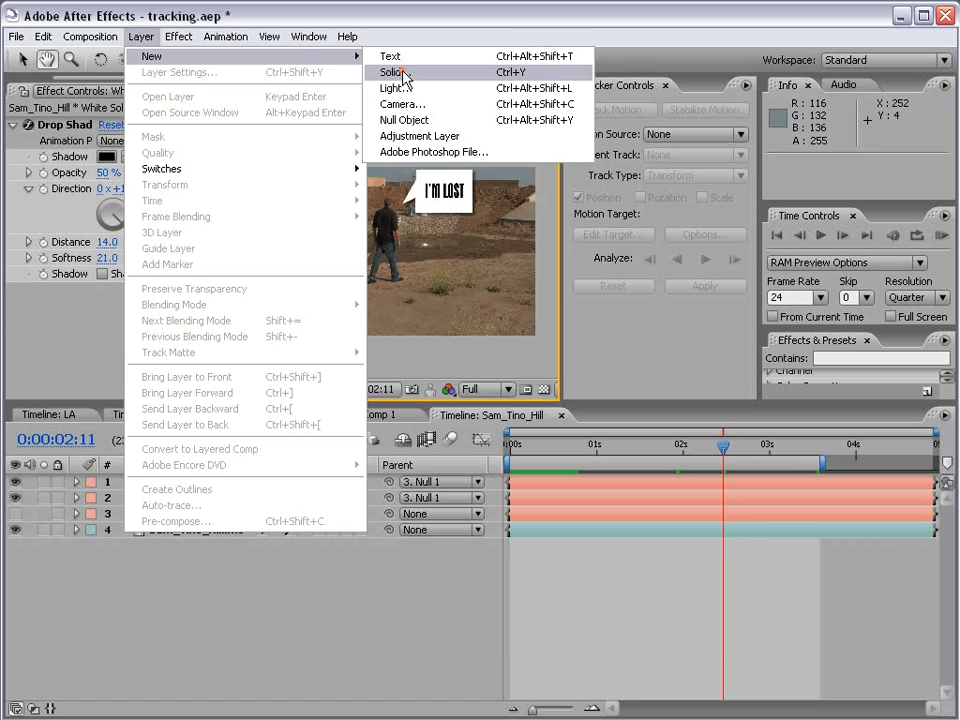 Adobe After Effects - tracking.aep *
File Edit Composition Layer Effect Animation View Window Help
Workspace: Standard
New
Layer Settings... Ctrl+Shift+Y
Open Layer Keypad Enter
Open Source Window Alt+Keypad Enter
Mask
Quality
Switches
Transform
Time
Frame Blending
3D Layer
Guide Layer
Add Marker
Preserve Transparency
Blending Mode
Next Blending Mode Shift+=
Previous Blending Mode Shift+-
Track Matte
Bring Layer to Front Ctrl+Shift+]
Bring Layer Forward Ctrl+]
Send Layer Backward Ctrl+[
Send Layer to Back Ctrl+Shift+[
Convert to Layered Comp
Adobe Encore DVD
Create Outlines
Auto-trace...
Pre-compose... Ctrl+Shift+C
Text Ctrl+Alt+Shift+T
Solid Ctrl+Y
Light... Ctrl+Alt+Shift+L
Camera... Ctrl+Alt+Shift+C
Null Object Ctrl+Alt+Shift+Y
Adjustment Layer
Adobe Photoshop File...
Effect Controls: Wh
Sam_Tino_Hill * White Sol
Drop Shad Reset
Animation P None
Shadow
Opacity 50 %
Direction 0 x+1
Distance 14.0
Softness 21.0
Shadow Sh
I'M LOST
cker Controls
Motion Stabilize Motion
on Source: None
ent Track: None...
Track Type: Transform
Position Rotation Scale
Motion Target:
Edit Target... Options...
Analyze:
Reset Apply
Info Audio
R: 116
G: 132
B: 136
A: 255
X: 252
Y: 4
Time Controls
RAM Preview Options
Frame Rate Skip Resolution
24 0 Quarter
From Current Time Full Screen
Effects & Presets
Contains:
Channel
02:11 Full
Timeline: LA Tim omp 1 Timeline: Sam_Tino_Hill
0:00:02:11 (23
:00s 01s 02s 03s 04s
# Parent
1 3. Null 1
2 3. Null 1
3 None
4 None